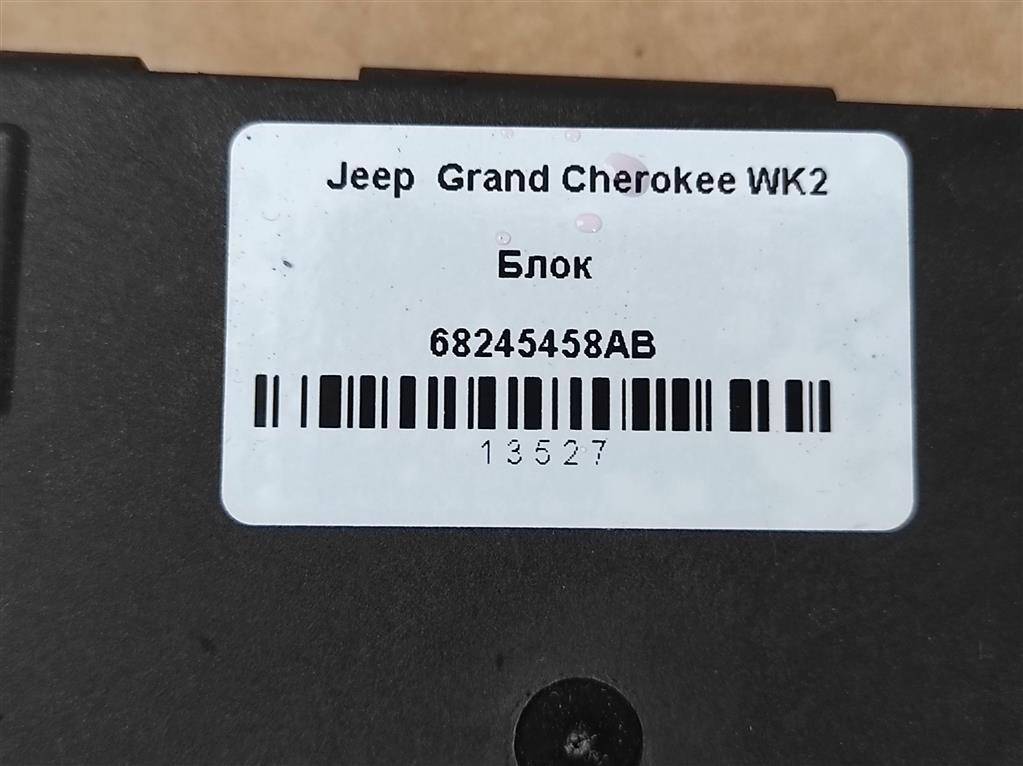 Jeep Grand Cherokee WK2
Блок
68245458AB
13527